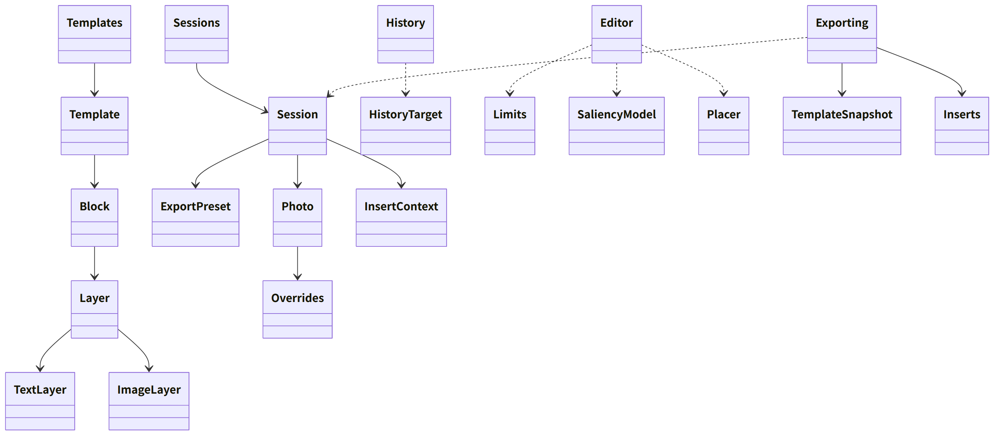 Templates
Sessions
History
Editor
Exporting
Template
Session
HistoryTarget
Limits
SaliencyModel
Placer
TemplateSnapshot
Inserts
Block
ExportPreset
Photo
InsertContext
Layer
Overrides
TextLayer
ImageLayer